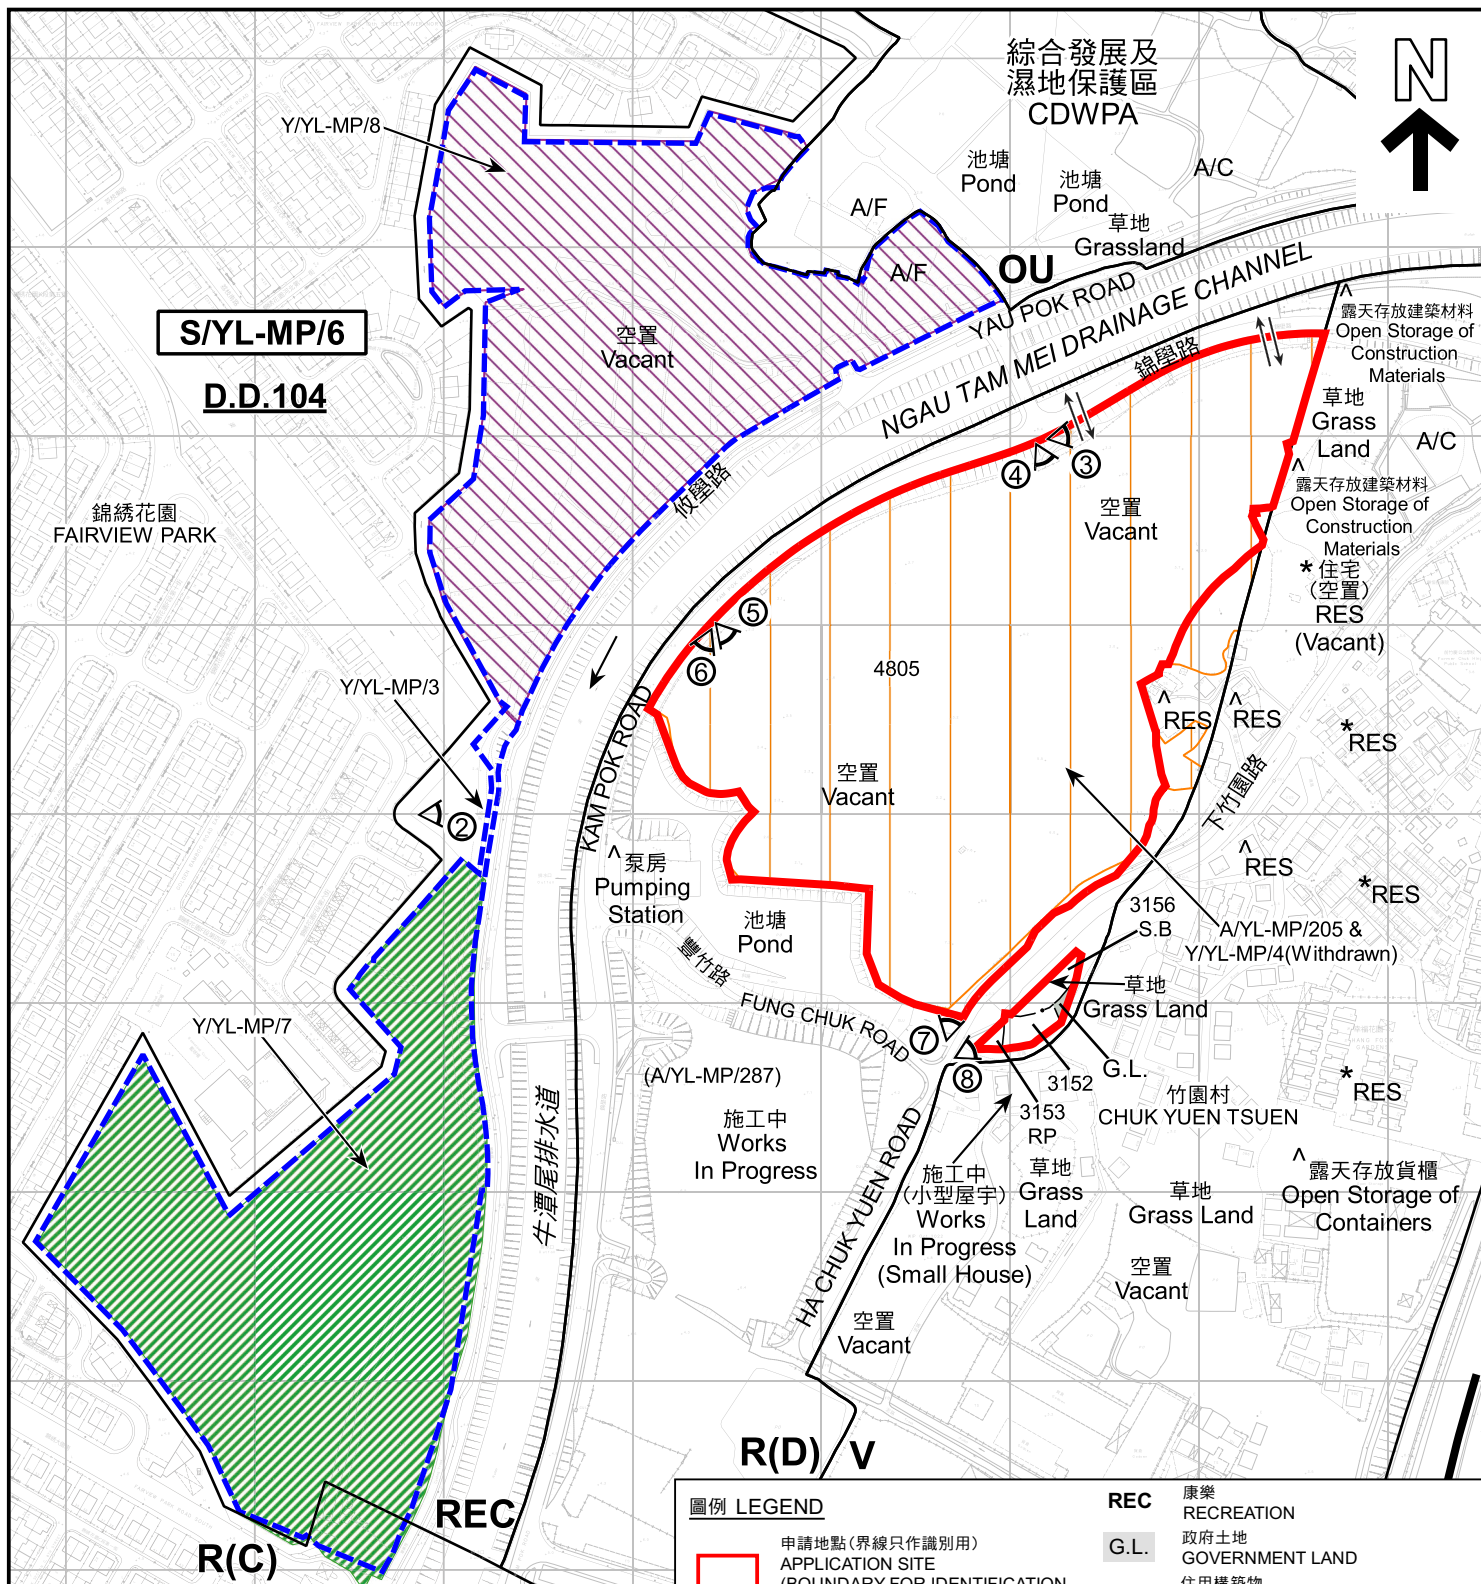 綜合發展及
濕地保護區
CDWPA
N
Y/YL-MP/8
池塘
Pond
池塘
Pond
A/C
A/F
草地
Grassland
A/F
OU
YAU POK ROAD
NGAU TAM MEI DRAINAGE CHANNEL
S/YL-MP/6
D.D.104
空置
Vacant
錦壆路
露天存放建築材料
Open Storage of
Construction
Materials
草地
Grass
Land
A/C
攸壆路
④
③
露天存放建築材料
Open Storage of
Construction
Materials
錦綉花園
FAIRVIEW PARK
空置
Vacant
* 住宅
(空置)
RES
(Vacant)
⑤
⑥
4805
Y/YL-MP/3
KAM POK ROAD
^
RES
^
RES
*
RES
空置
Vacant
下竹園路
②
^
泵房
Pumping
Station
^
RES
*
RES
池塘
Pond
3156
S.B
A/YL-MP/205 &
Y/YL-MP/4(Withdrawn)
豐竹路
FUNG CHUK ROAD
草地
Grass Land
Y/YL-MP/7
⑦
⑧
G.L.
(A/YL-MP/287)
3152
3153
RP
竹園村
CHUK YUEN TSUEN
*
RES
施工中
Works
In Progress
牛潭尾排水道
HA CHUK YUEN ROAD
施工中
(小型屋宇)
Works
In Progress
(Small House)
草地
Grass
Land
草地
Grass Land
^
露天存放貨櫃
Open Storage of
Containers
空置
Vacant
空置
Vacant
R(D)
V
REC
R(C)
圖例 LEGEND
申請地點(界線只作識別用)
APPLICATION SITE
(BOUNDARY FOR IDENTIFICATION
REC
康樂
RECREATION
G.L.
政府土地
GOVERNMENT LAND
住用構築物